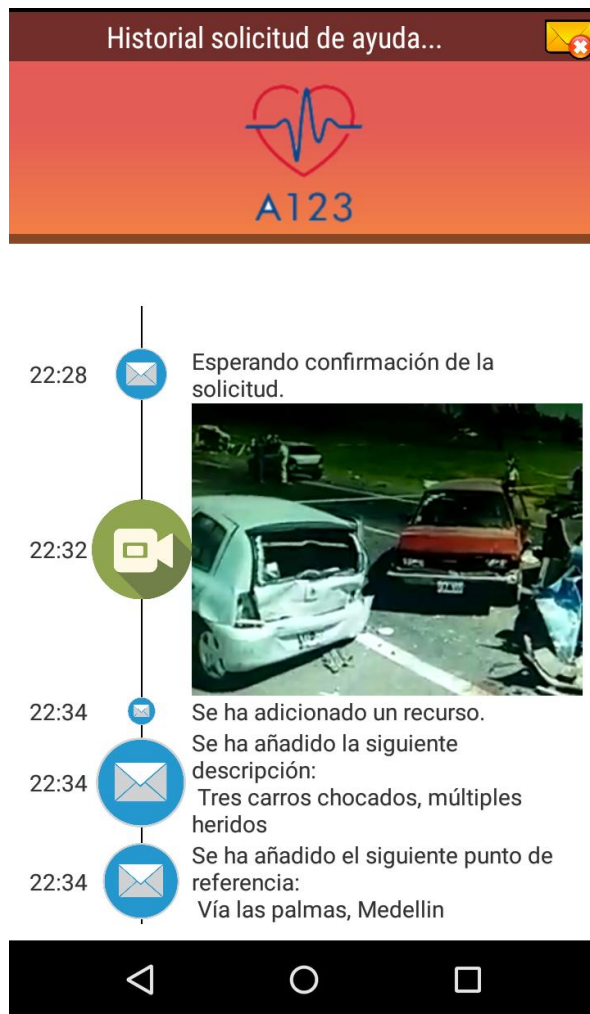 Historial solicitud de ayuda...
A123
22:28
Esperando confirmación de la
solicitud.
22:32
22:34
Se ha adicionado un recurso.
22:34
Se ha añadido la siguiente
descripción:
Tres carros chocados, múltiples
heridos
22:34
Se ha añadido el siguiente punto de
referencia:
Vía las palmas, Medellin